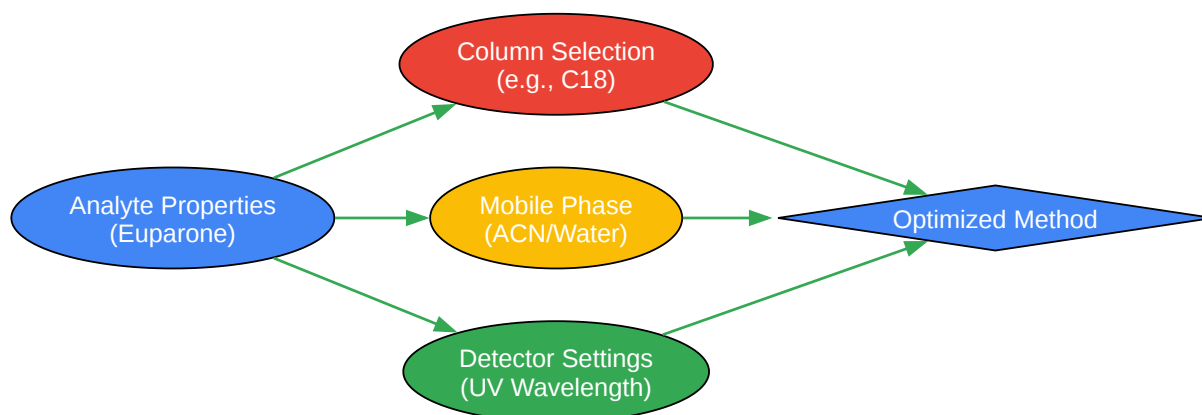 Column Selection
(e.g., C18)
Analyte Properties
(Euparone)
Mobile Phase
(ACN/Water)
Optimized Method
Detector Settings
(UV Wavelength)